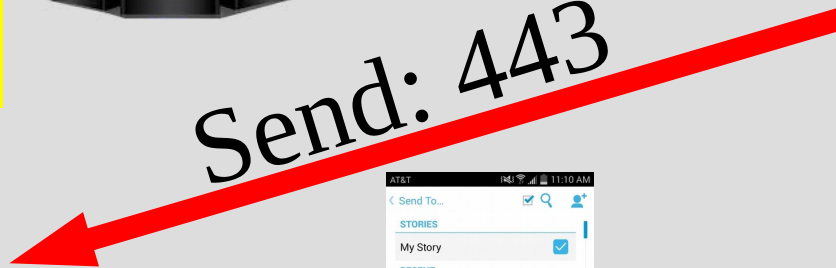 Send: 443
AT&T 11:10 AM
Send To...
STORIES
My Story